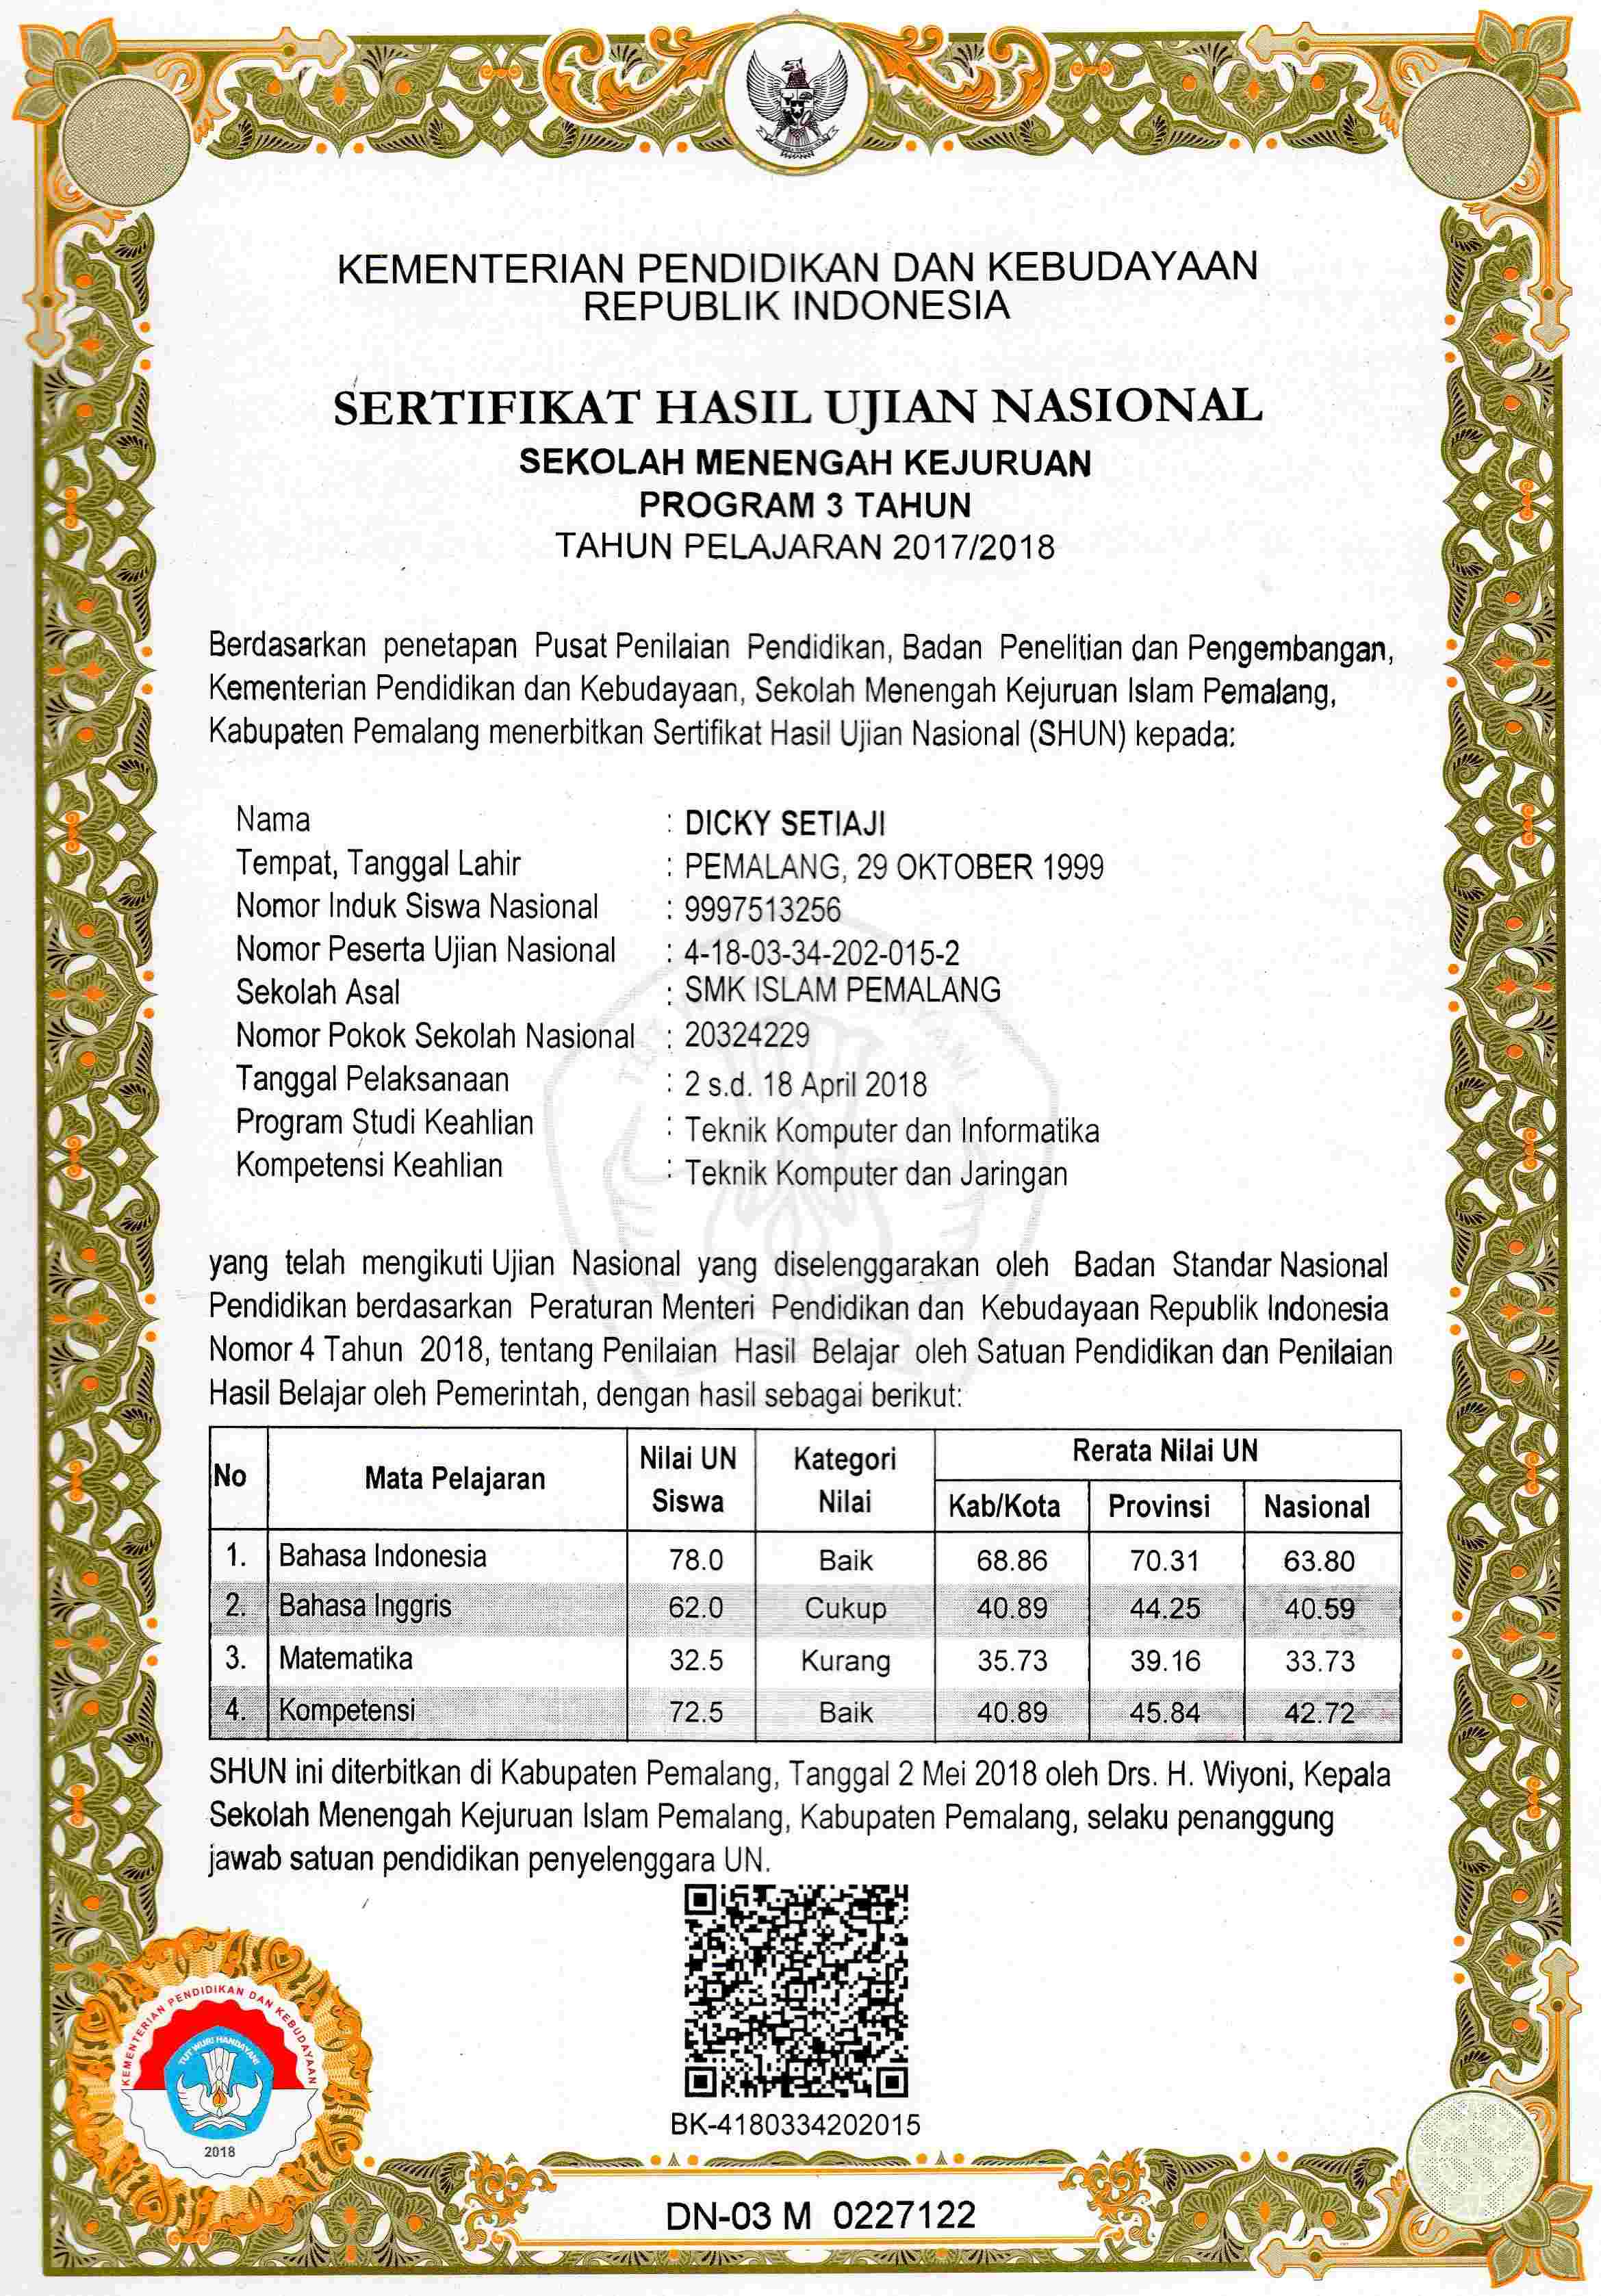 KEMENTERIAN PENDIDIKAN DAN KEBUDAYAAN
REPUBLIK INDONESIA
SERTIFIKAT HASIL UJIAN NASIONAL
SEKOLAH MENENGAH KEJURUAN
PROGRAM 3 TAHUN
TAHUN PELAJARAN 2017/2018
Berdasarkan penetapan Pusat Penilaian Pendidikan, Badan Penelitian dan Pengembangan,
Kementerian Pendidikan dan Kebudayaan, Sekolah Menengah Kejuruan Islam Pemalang,
Kabupaten Pemalang menerbitkan Sertifikat Hasil Ujian Nasional (SHUN) kepada:
Nama : DICKY SETIAJI
Tempat, Tanggal Lahir : PEMALANG, 29 OKTOBER 1999
Nomor Induk Siswa Nasional : 9997513256
Nomor Peserta Ujian Nasional : 4-18-03-34-202-015-2
Sekolah Asal : SMK ISLAM PEMALANG
Nomor Pokok Sekolah Nasional : 20324229
Tanggal Pelaksanaan : 2 s.d. 18 April 2018
Program Studi Keahlian : Teknik Komputer dan Informatika
Kompetensi Keahlian : Teknik Komputer dan Jaringan
yang telah mengikuti Ujian Nasional yang diselenggarakan oleh Badan Standar Nasional
Pendidikan berdasarkan Peraturan Menteri Pendidikan dan Kebudayaan Republik Indonesia
Nomor 4 Tahun 2018, tentang Penilaian Hasil Belajar oleh Satuan Pendidikan dan Penilaian
Hasil Belajar oleh Pemerintah, dengan hasil sebagai berikut:
No Mata Pelajaran Nilai UN Siswa Kategori Nilai Rerata Nilai UN
Kab/Kota Provinsi Nasional
1. Bahasa Indonesia 78.0 Baik 68.86 70.31 63.80
2. Bahasa Inggris 62.0 Cukup 40.89 44.25 40.59
3. Matematika 32.5 Kurang 35.73 39.16 33.73
4. Kompetensi 72.5 Baik 40.89 45.84 42.72
SHUN ini diterbitkan di Kabupaten Pemalang, Tanggal 2 Mei 2018 oleh Drs. H. Wiyoni, Kepala
Sekolah Menengah Kejuruan Islam Pemalang, Kabupaten Pemalang, selaku penanggung
jawab satuan pendidikan penyelenggara UN.
KEMENTERIAN PENDIDIKAN DAN KEBUDAYAAN
TUT WURI HANDAYANI
2018
BK-4180334202015
DN-03 M 0227122